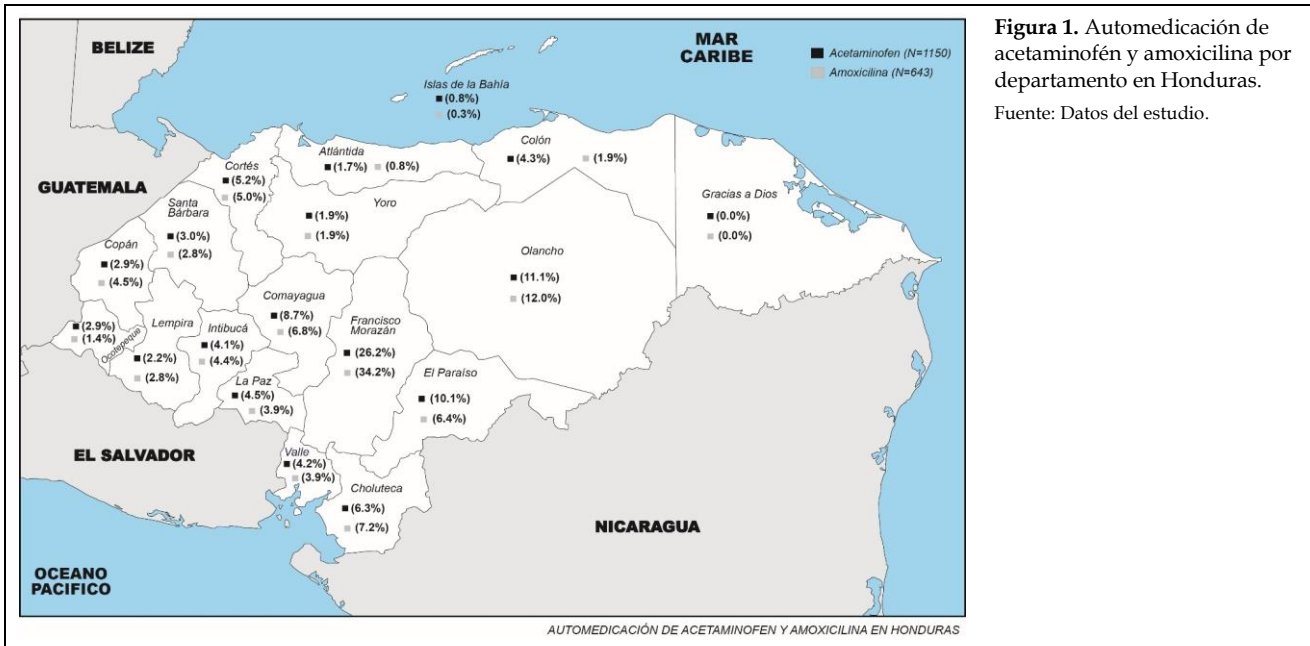 BELIZE
MAR
CARIBE
Acetaminofen (N=1150)
Amoxicilina (N=643)
Islas de la Bahía
(0.8%)
(0.3%)
Atlántida
(1.7%) (0.8%)
Colón
(4.3%) (1.9%)
Cortés
(5.2%)
(5.0%)
GUATEMALA
Santa
Bárbara
(3.0%)
(2.8%)
Yoro
(1.9%)
(1.9%)
Gracias a Dios
(0.0%)
(0.0%)
Copán
(2.9%)
(4.5%)
Olancho
(11.1%)
(12.0%)
Comayagua
(8.7%)
(6.8%)
Francisco
Morazán
(26.2%)
(34.2%)
(2.9%)
(1.4%)
Ocotepeque
Lempira
(2.2%)
(2.8%)
Intibucá
(4.1%)
(4.4%)
La Paz
(4.5%)
(3.9%)
El Paraíso
(10.1%)
(6.4%)
EL SALVADOR
Valle
(4.2%)
(3.9%)
Choluteca
(6.3%)
(7.2%)
NICARAGUA
OCEANO
PACIFICO
AUTOMEDICACIÓN DE ACETAMINOFEN Y AMOXICILINA EN HONDURAS
Figura 1. Automedicación de
acetaminofén y amoxicilina por
departamento en Honduras.
Fuente: Datos del estudio.